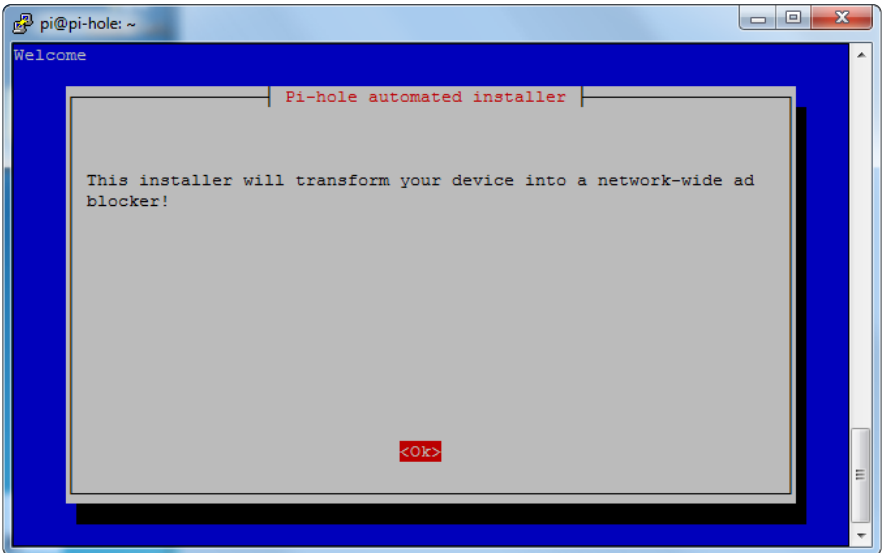 pi@pi-hole: ~
Welcome
Pi-hole automated installer
This installer will transform your device into a network-wide ad
blocker!
<Ok>